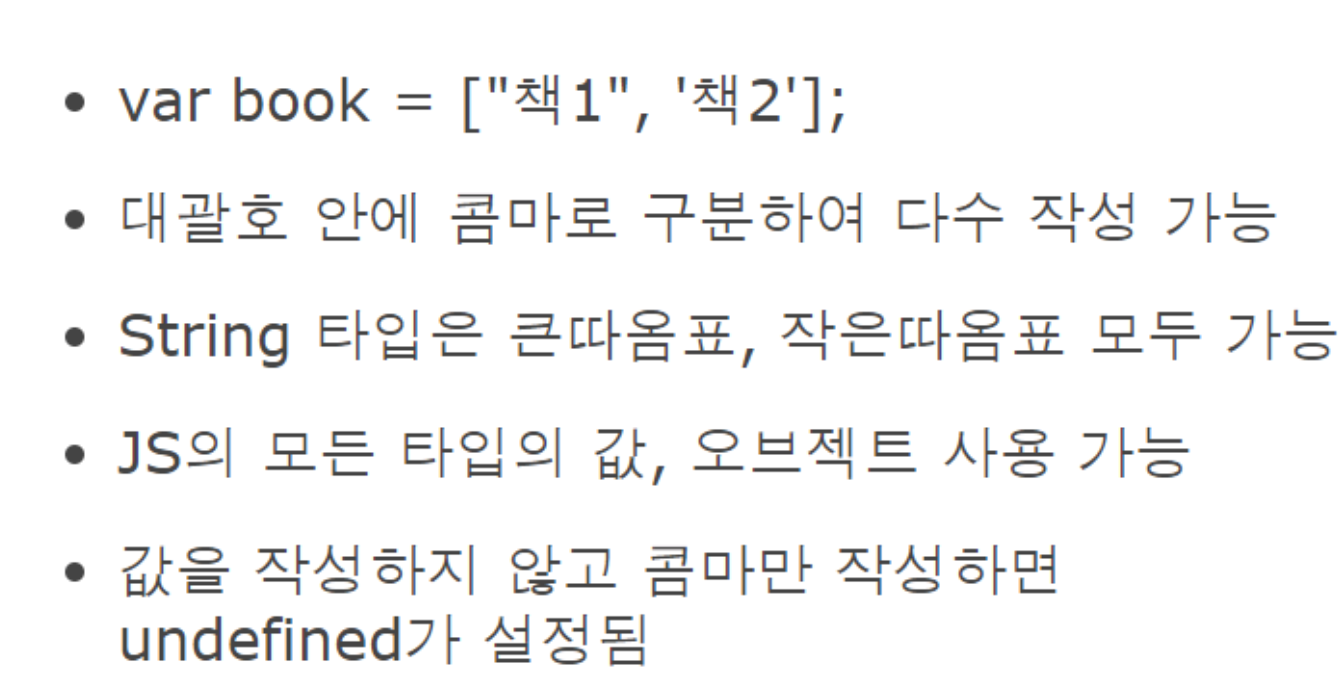 • var book = ["책1", '책2'];
• 대괄호 안에 콤마로 구분하여 다수 작성 가능
• String 타입은 큰따옴표, 작은따옴표 모두 가능
• JS의 모든 타입의 값, 오브젝트 사용 가능
• 값을 작성하지 않고 콤마만 작성하면
undefined가 설정됨